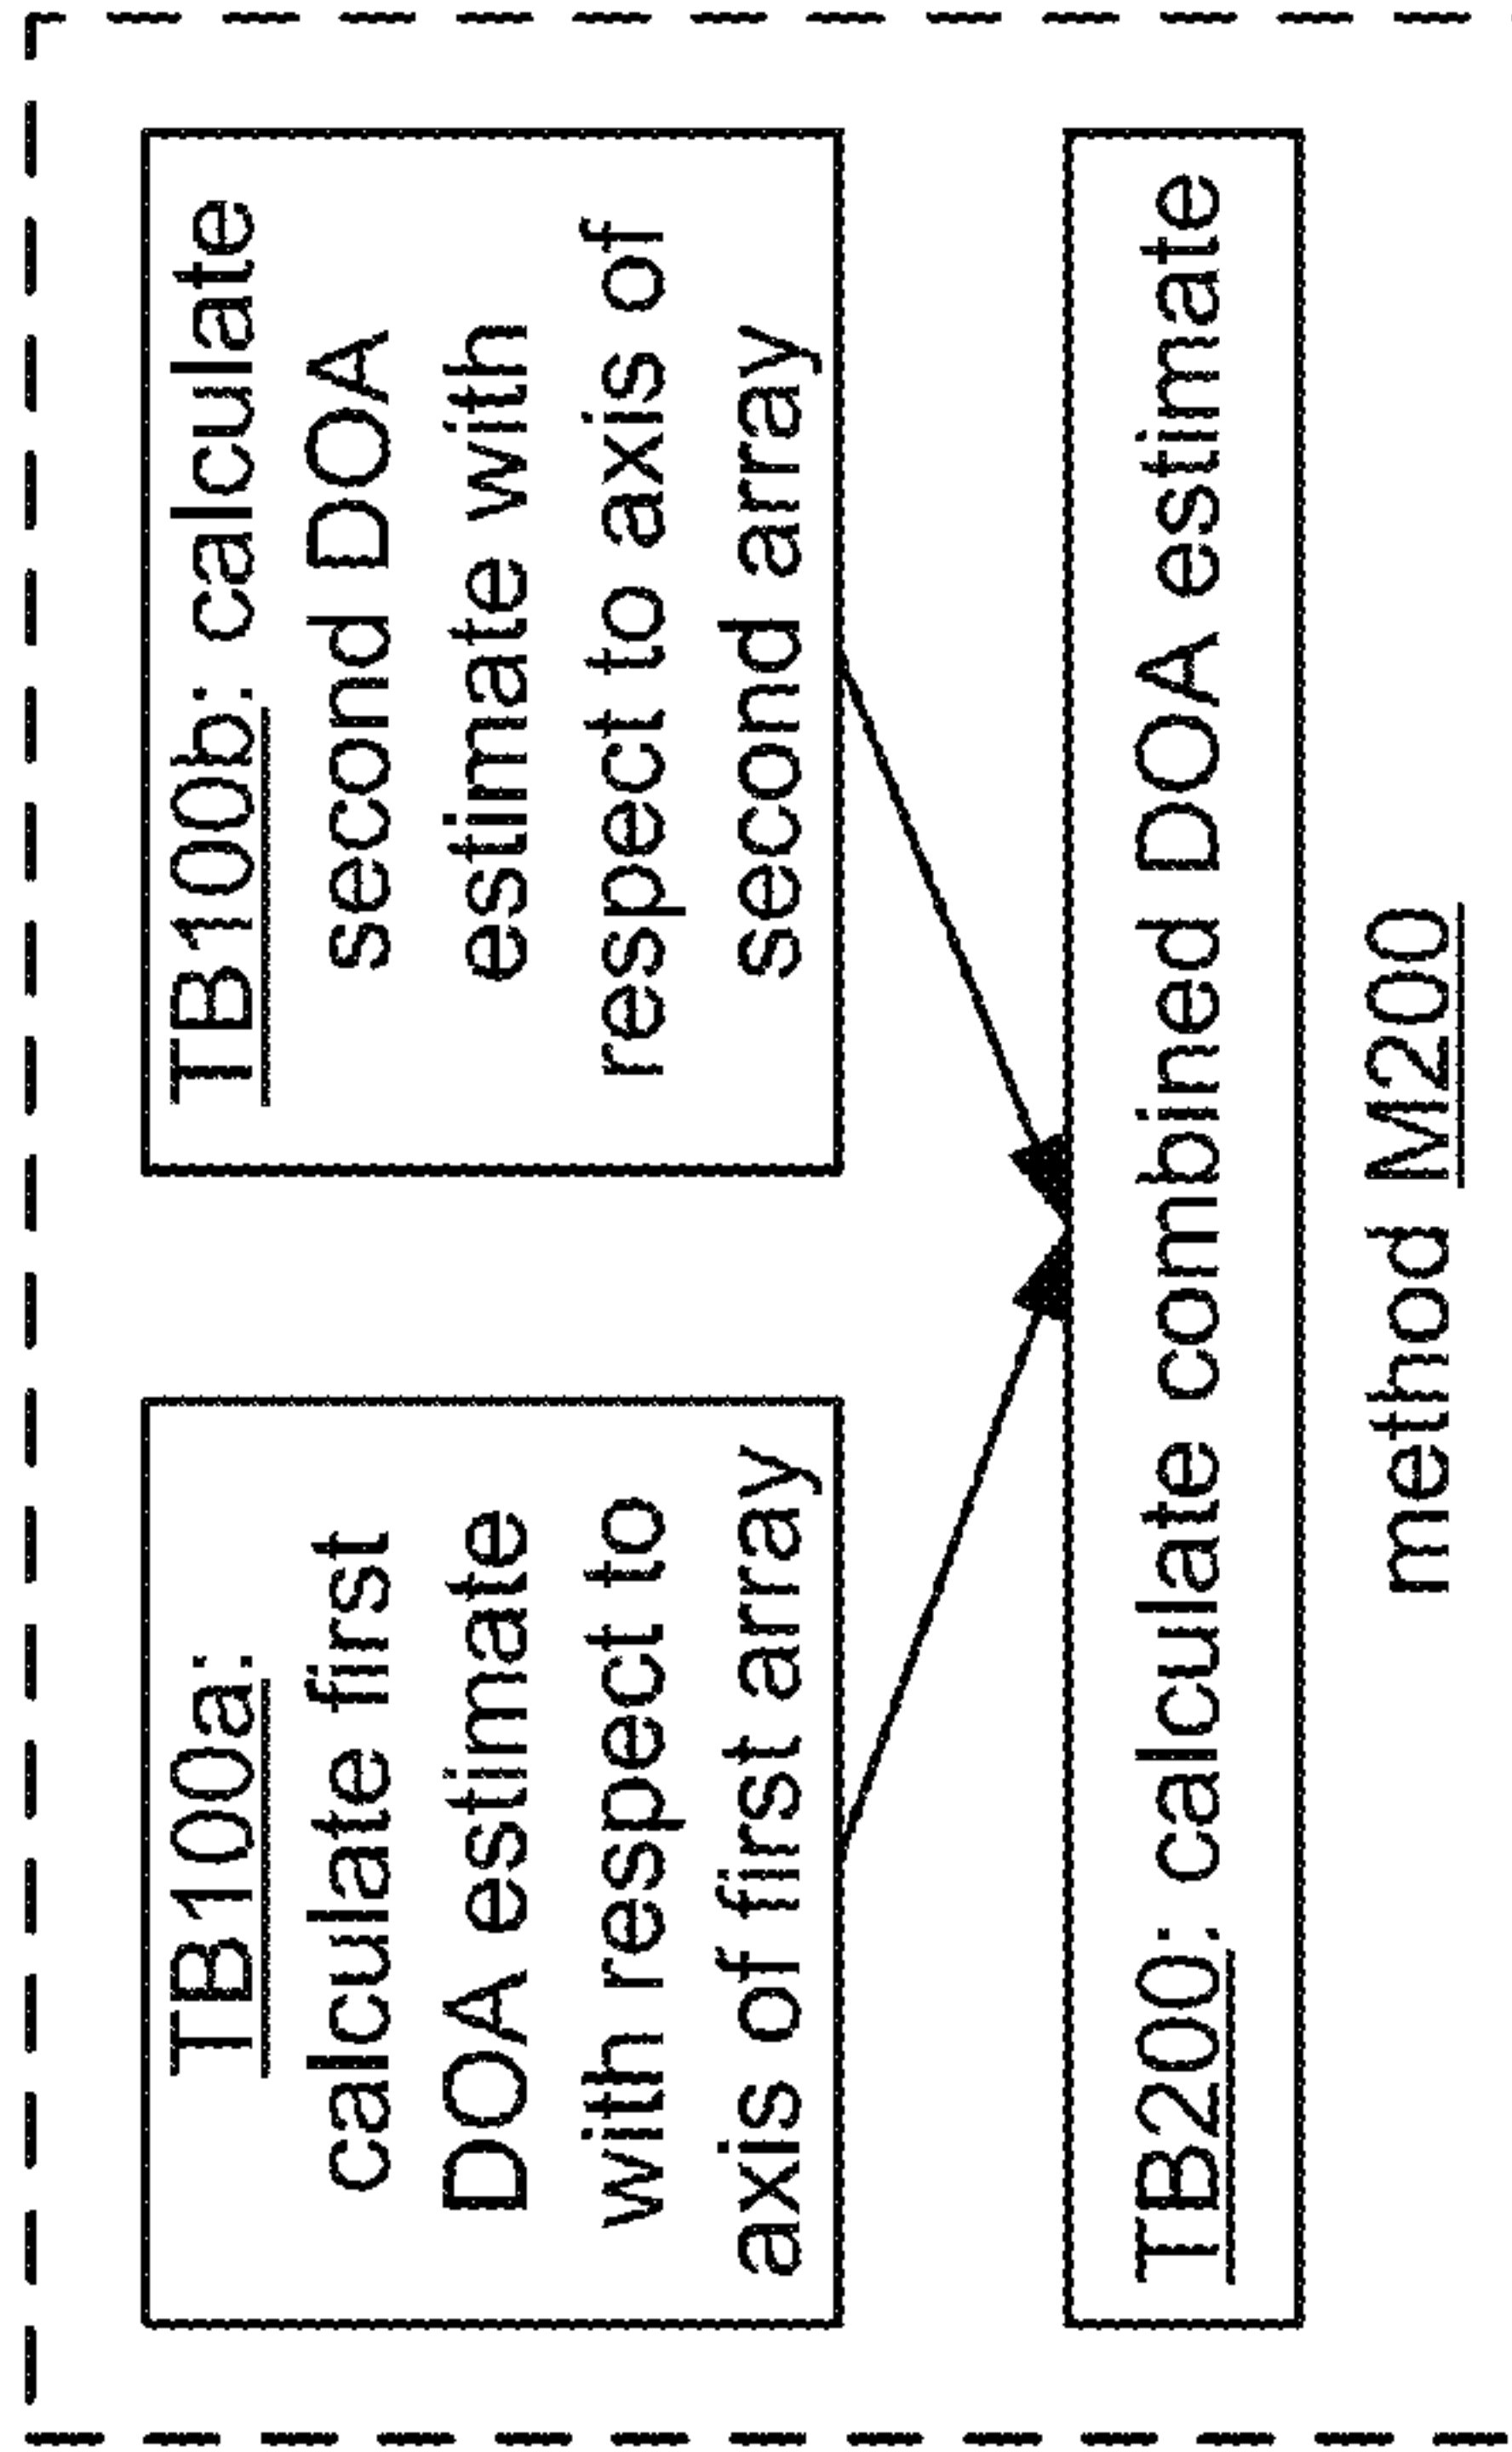 TB100a:
calculate first
DOA estimate
with respect to
axis of first array
TB100b: calculate
second DOA
estimate with
respect to axis of
second array
TB200: calculate combined DOA estimate
method M200